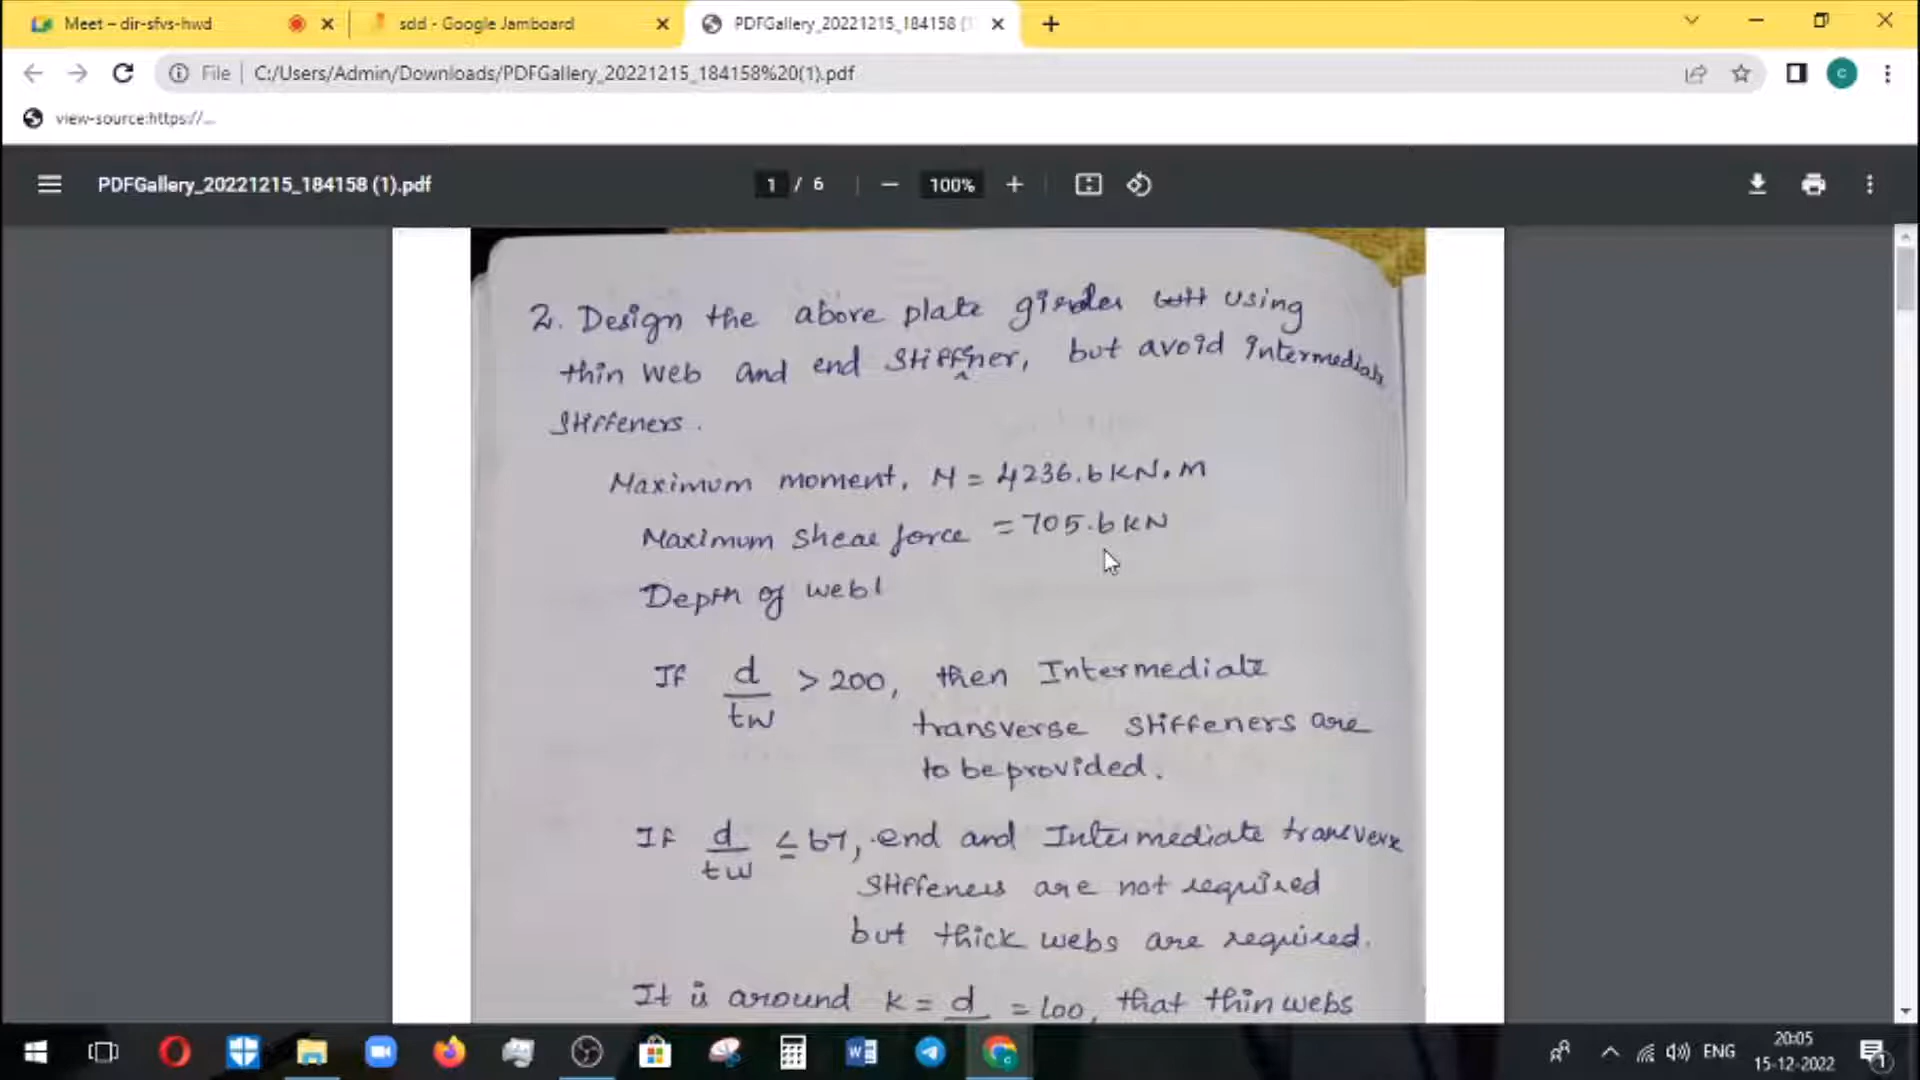 Meet – dir-sfvs-hwd
sdd - Google Jamboard
PDFGallery_20221215_184158 (
File
C:/Users/Admin/Downloads/PDFGallery_20221215_184158%20(1).pdf
C
view-source:https://...
PDFGallery_20221215_184158 (1).pdf
1 / 6
100%
2. Design the above plate girder using
thin web and end stiffner, but avoid intermediate
stiffeners.
Maximum moment, M = 4236.6 KN.m
Maximum shear force = 705.6 KN
Depth of web
If d/tw > 200, then Intermediate
transverse stiffeners are
to be provided.
If d/tw ≤ 67, end and Intermediate transverse
stiffeners are not required
but thick webs are required.
It is around k = d = 100, that thin webs
ENG
20:05
15-12-2022
1